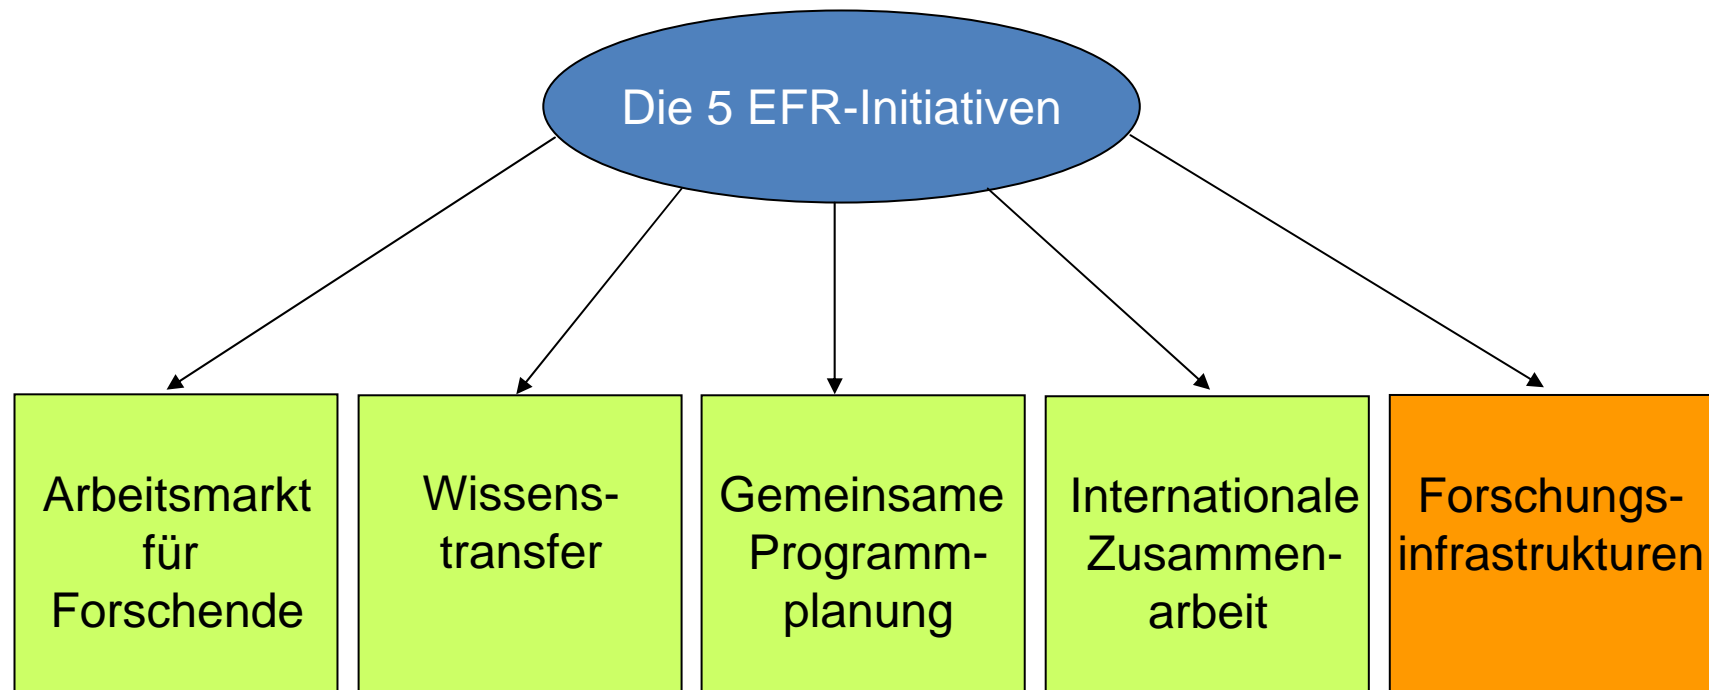 Die 5 EFR-Initiativen
Arbeitsmarkt
für
Forschende
Wissens-
transfer
Gemeinsame
Programm-
planung
Internationale
Zusammen-
arbeit
Forschungs-
infrastrukturen